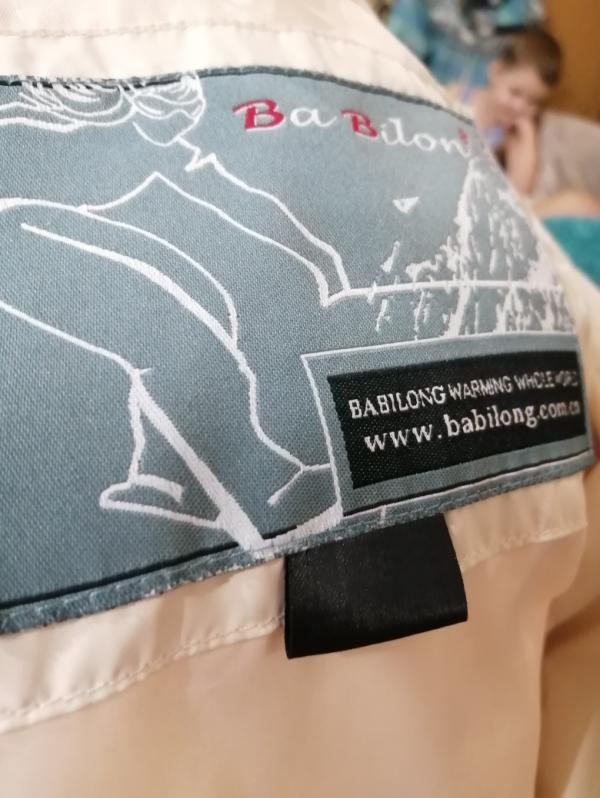 BaBilon
BABILONG WARMING WHOLE WORLD
www.babilong.com.cn